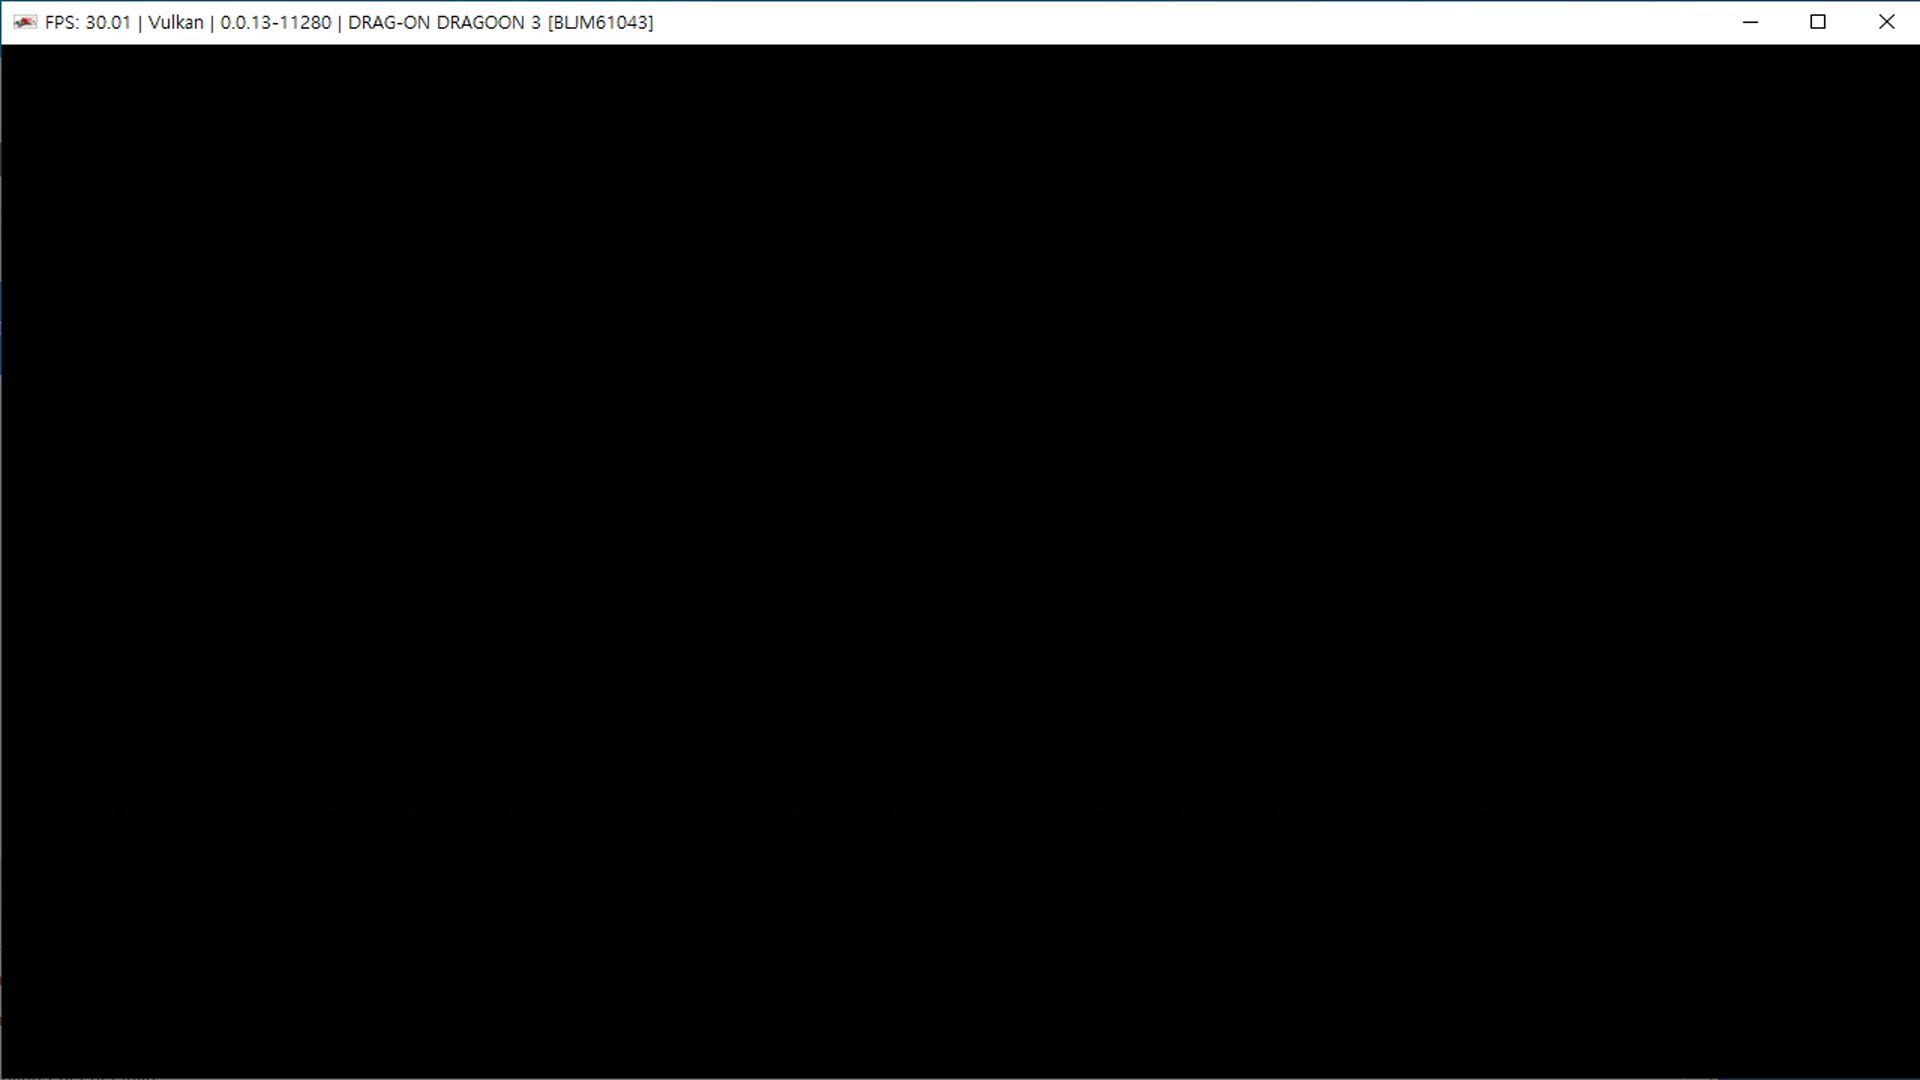 FPS: 30.01 | Vulkan | 0.0.13-11280 | DRAG-ON DRAGOON 3 [BLJM61043]